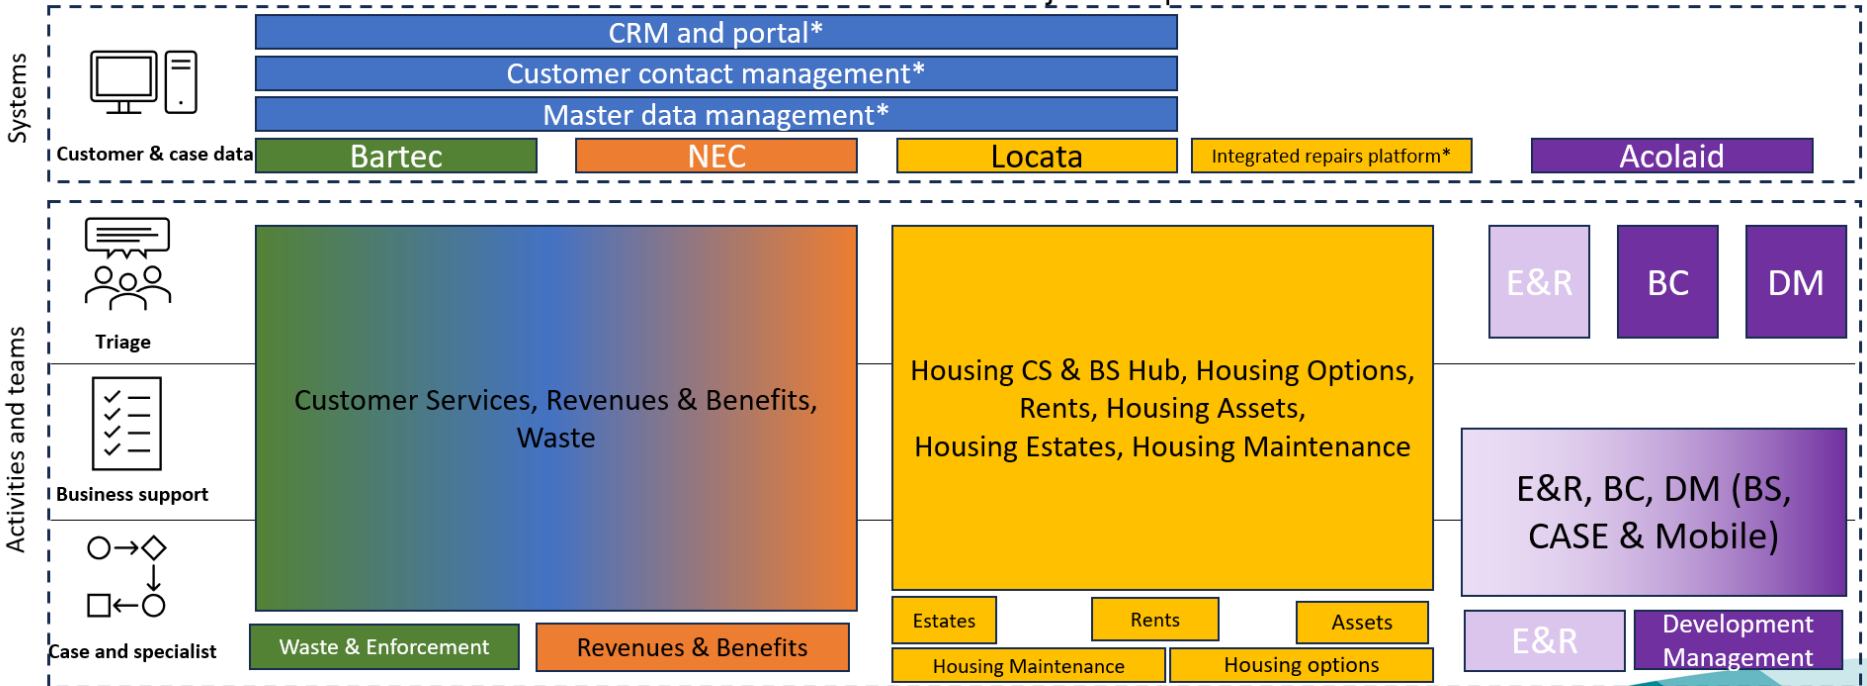 Systems
CRM and portal*
Customer contact management*
Master data management*
Customer & case data
Bartec
NEC
Locata
Integrated repairs platform*
Acolaid
Activities and teams
Triage
Business support
Case and specialist
Customer Services, Revenues & Benefits,
Waste
Waste & Enforcement
Revenues & Benefits
Housing CS & BS Hub, Housing Options,
Rents, Housing Assets,
Housing Estates, Housing Maintenance
Estates
Rents
Assets
Housing Maintenance
Housing options
E&R
BC
DM
E&R, BC, DM (BS,
CASE & Mobile)
E&R
Development
Management